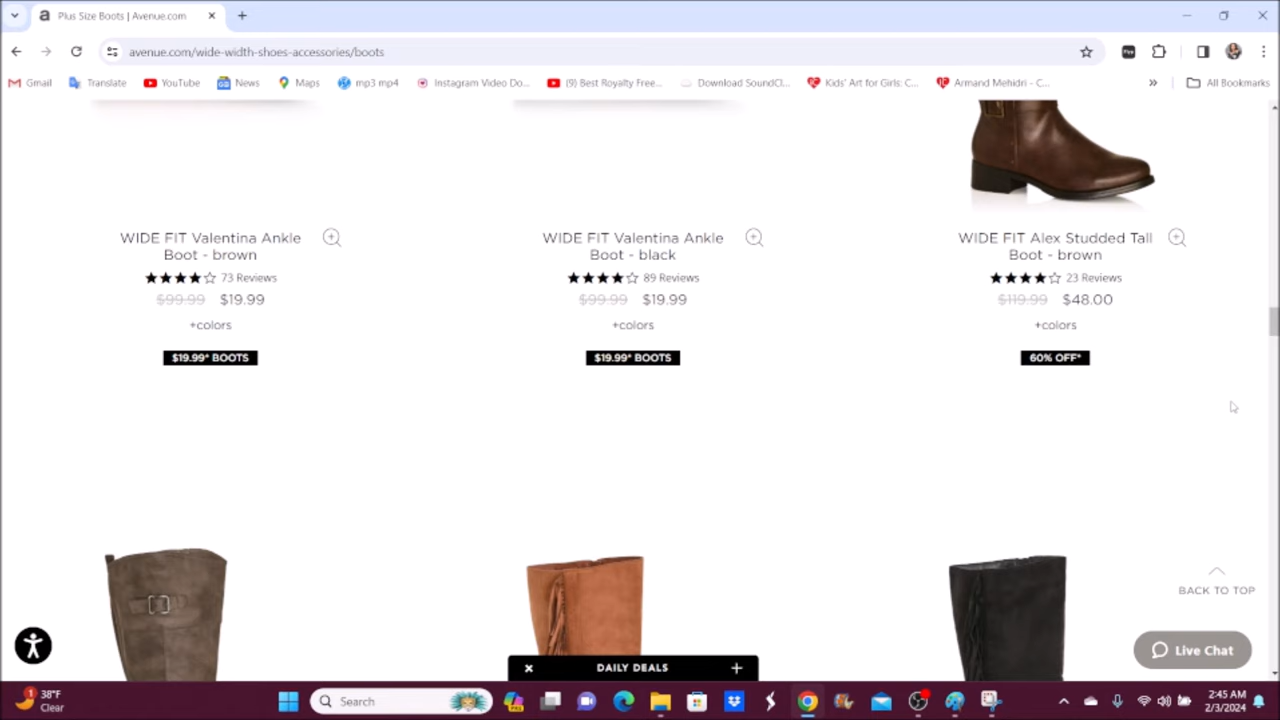 Plus Size Boots | Avenue.com
avenue.com/wide-width-shoes-accessories/boots
Gmail
Translate
YouTube
News
Maps
mp3 mp4
Instagram Video Do...
(9) Best Royalty Free...
Download SoundCl...
Kids' Art for Girls: C...
Armand Mehidri - C...
»
All Bookmarks
WIDE FIT Valentina Ankle
Boot - brown
73 Reviews
$99.99 $19.99
+colors
$19.99* BOOTS
WIDE FIT Valentina Ankle
Boot - black
89 Reviews
$99.99 $19.99
+colors
$19.99* BOOTS
WIDE FIT Alex Studded Tall
Boot - brown
23 Reviews
$119.99 $48.00
+colors
60% OFF*
BACK TO TOP
Live Chat
DAILY DEALS
1
38°F
Clear
Search
2:45 AM
2/3/2024